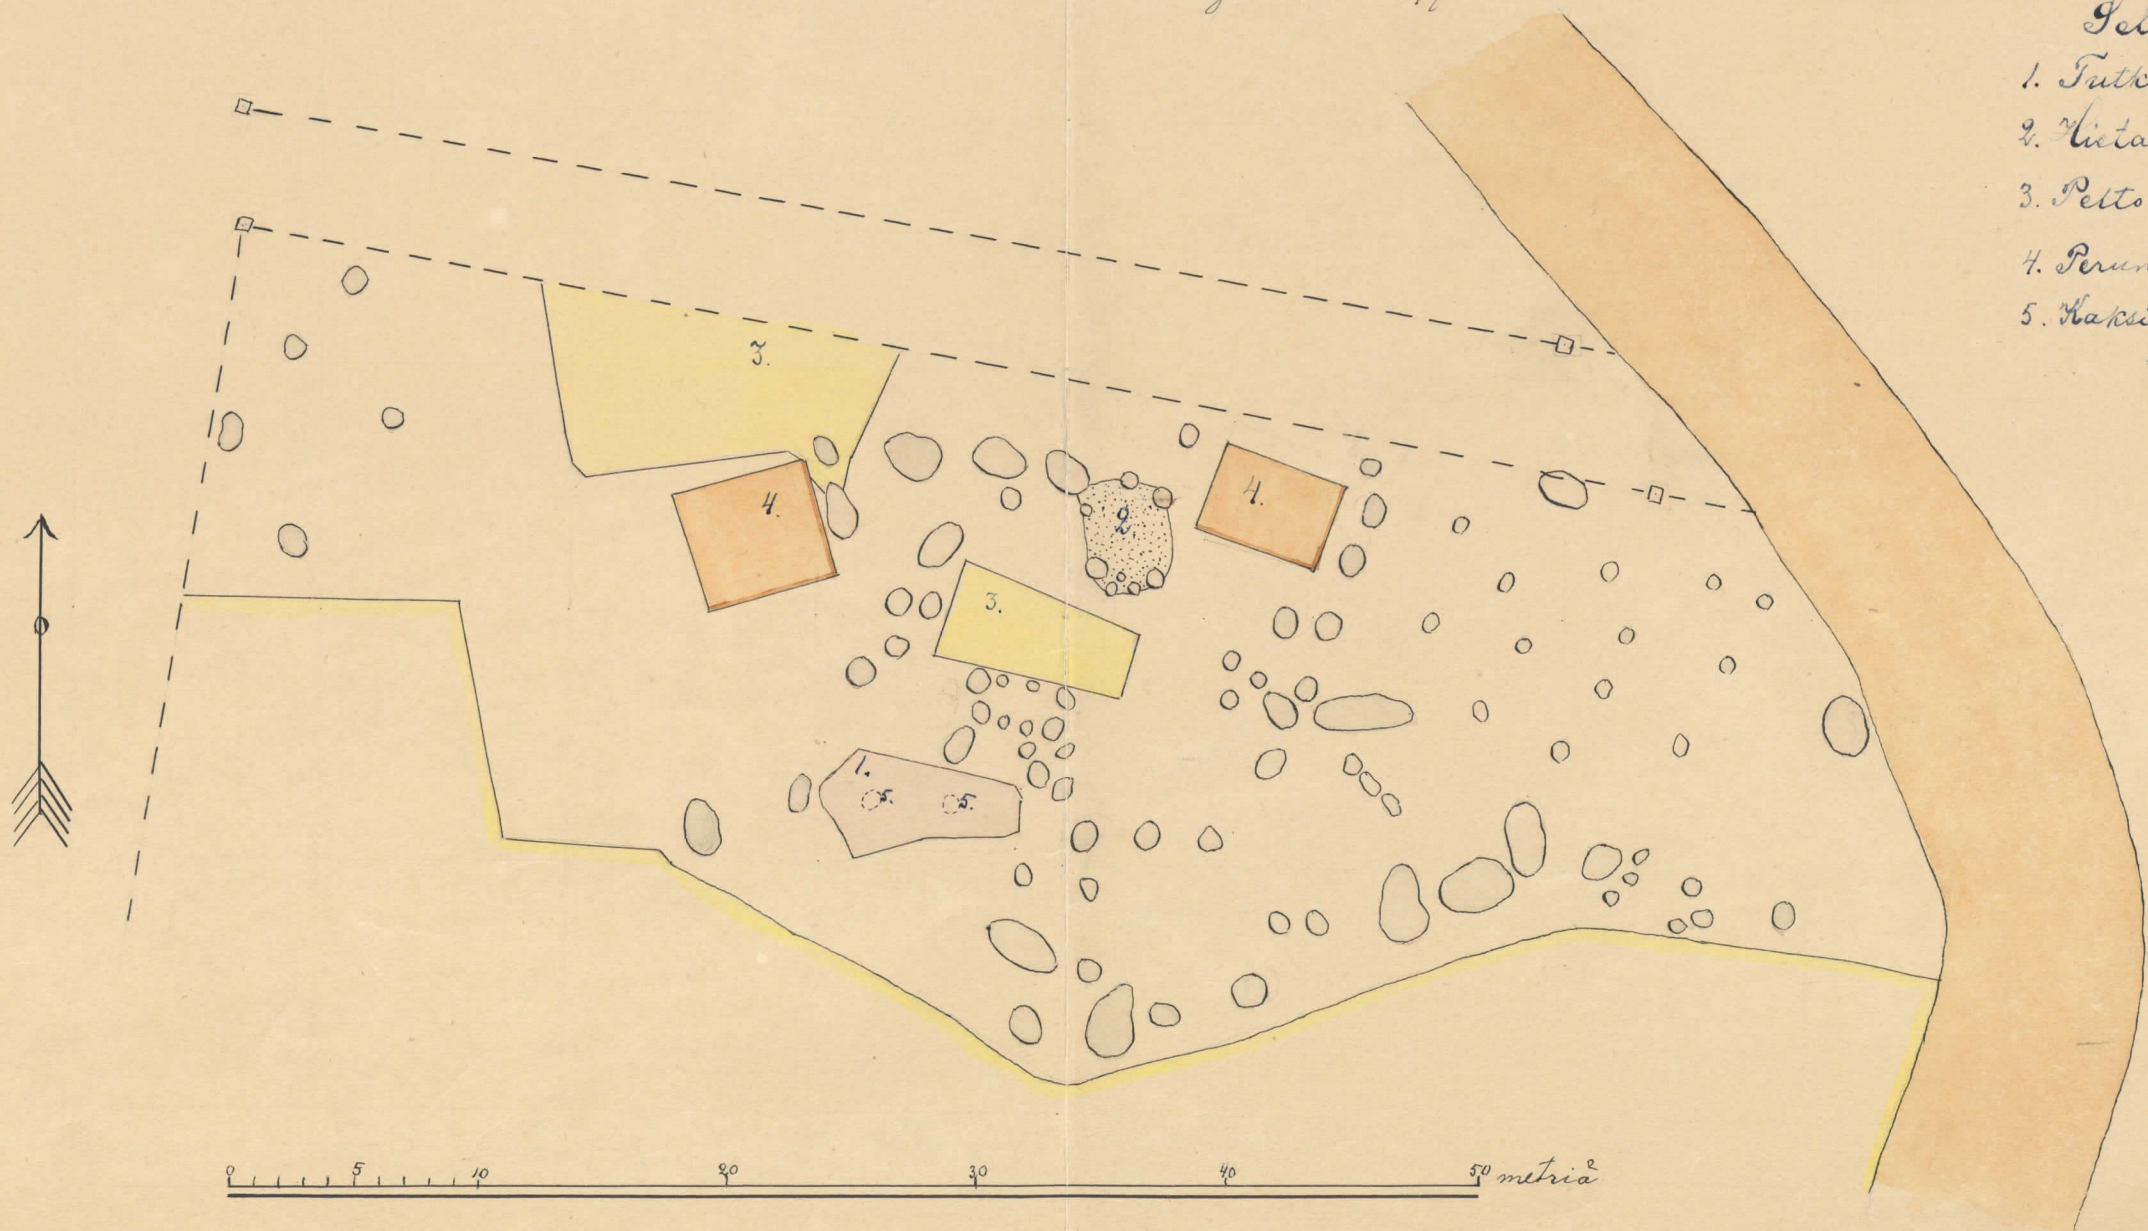 1. Tutk
2. Hieta
3. Pelto
4. Perun
5. Kaksi
3.
4.
4.
2.
3.
1.
5. 5.
0 5 10 20 30 40 50 metriä